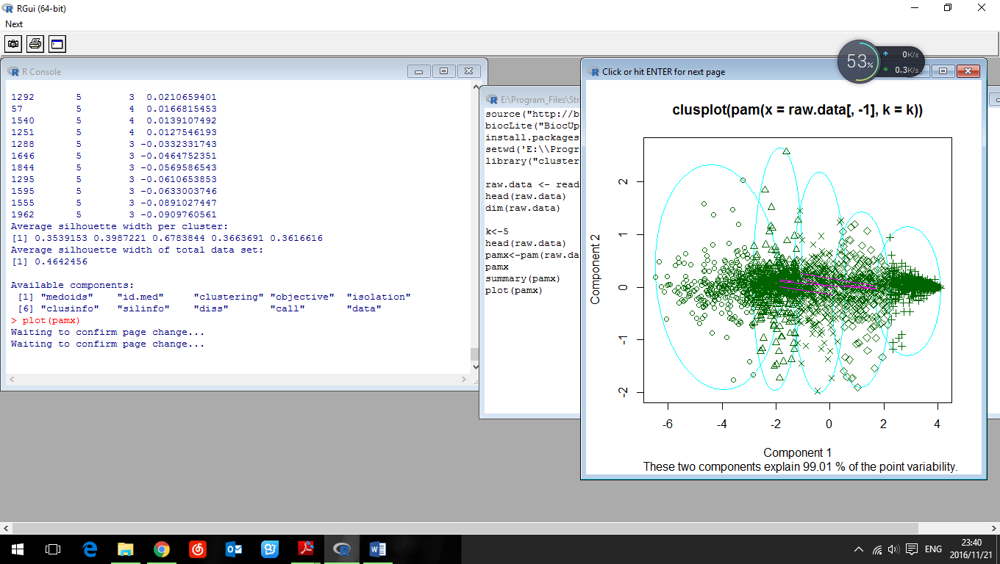 RGui (64-bit)
Next
R Console
1292 5 3 0.0210659401
57 5 4 0.0166815453
1540 5 4 0.0139107492
1251 5 4 0.0127546193
1288 5 3 -0.0332331743
1646 5 3 -0.0464752351
1844 5 3 -0.0569586543
1295 5 3 -0.0610653853
1595 5 3 -0.0633003746
1555 5 3 -0.0891027447
1962 5 3 -0.0909760561
Average silhouette width per cluster:
[1] 0.3539153 0.3987221 0.6783844 0.3663691 0.3616616
Average silhouette width of total data set:
[1] 0.4642456
Available components:
[1] "medoids" "id.med" "clustering" "objective" "isolation"
[6] "clusinfo" "silinfo" "diss" "call" "data"
> plot(pamx)
Waiting to confirm page change...
Waiting to confirm page change...
E:\Program_Files\Str
source("http://b
biocLite("BiocUp
install.packages
setwd('E:\\Progr
library("cluster
raw.data <- read
head(raw.data)
dim(raw.data)
k<-5
head(raw.data)
pamx<-pam(raw.da
pamx
summary(pamx)
plot(pamx)
Click or hit ENTER for next page
53%
0K/s
0.3K/s
clusplot(pam(x = raw.data[, -1], k = k))
Component 2
2
1
0
-1
-2
-6 -4 -2 0 2 4
Component 1
These two components explain 99.01 % of the point variability.
ENG
23:40
2016/11/21